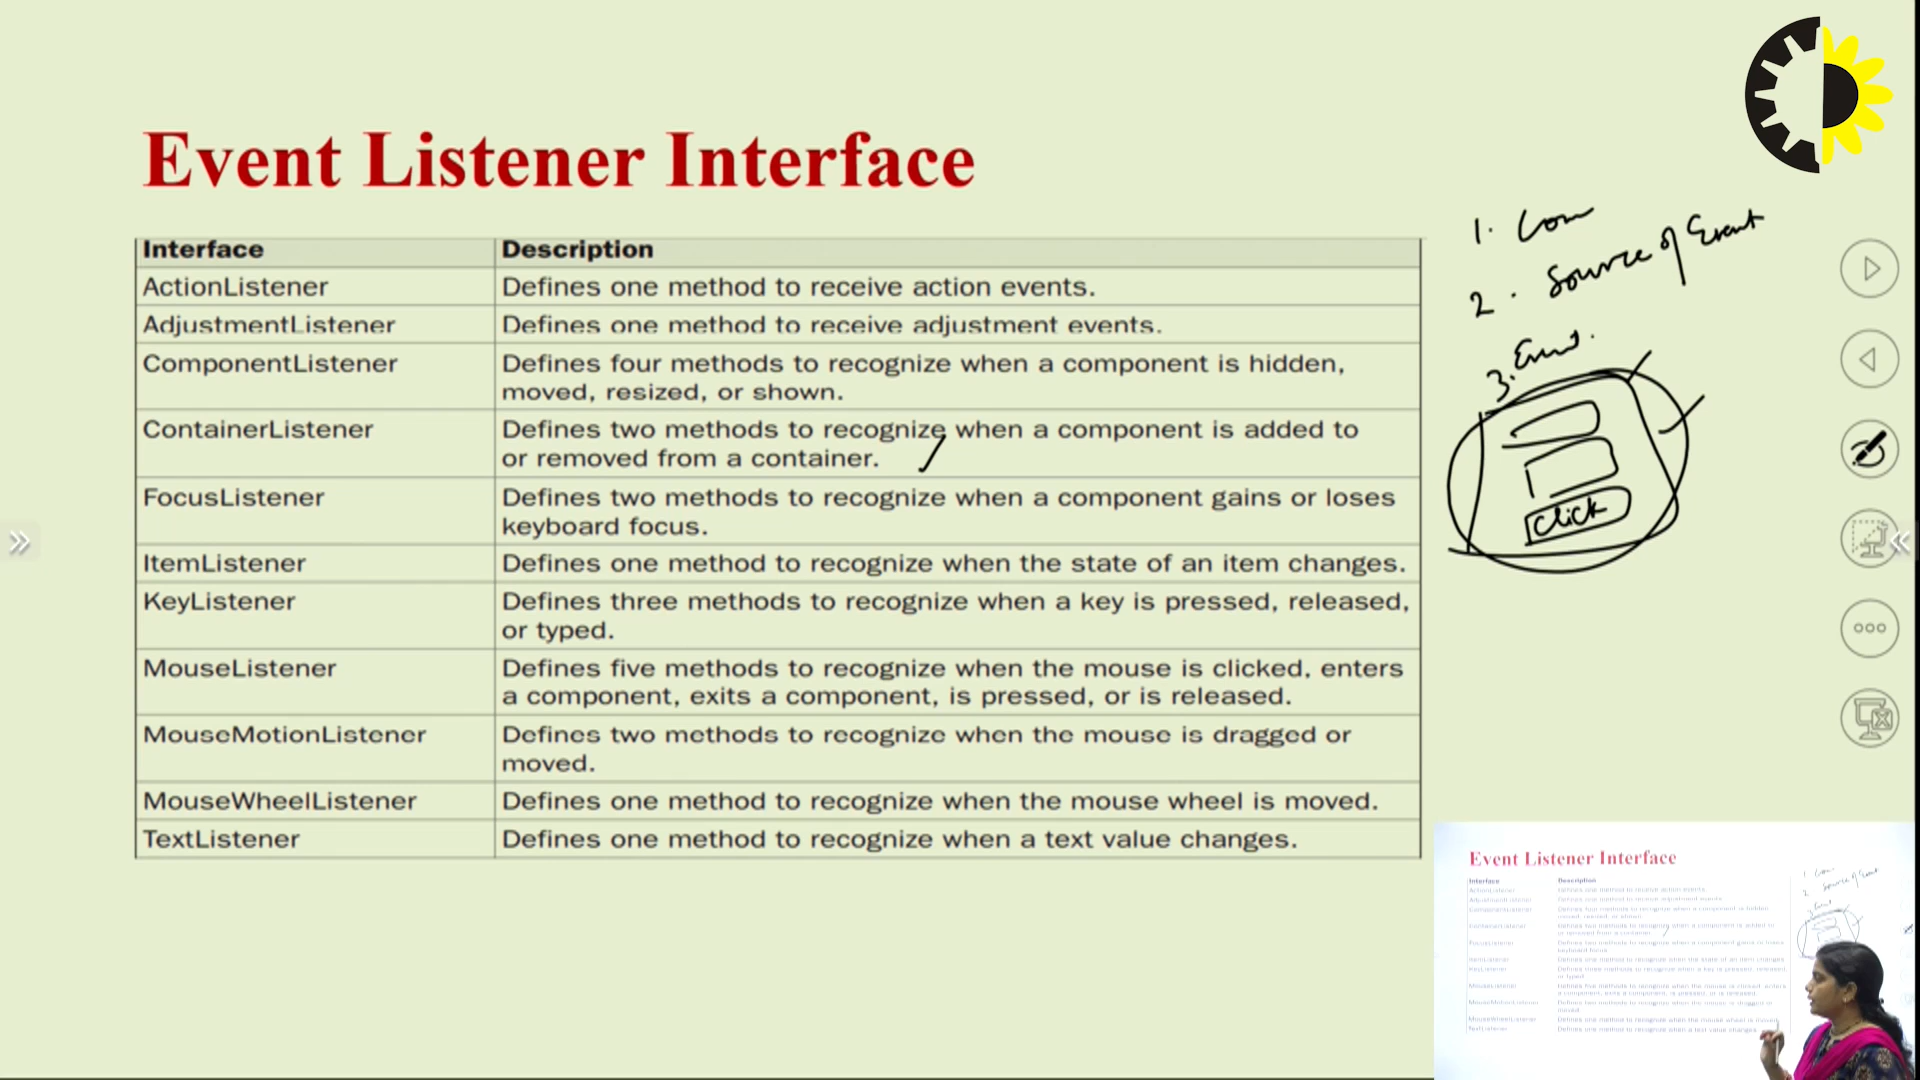 Event Listener Interface
Interface Description
ActionListener Defines one method to receive action events.
AdjustmentListener Defines one method to receive adjustment events.
ComponentListener Defines four methods to recognize when a component is hidden,
moved, resized, or shown.
ContainerListener Defines two methods to recognize when a component is added to
or removed from a container.
FocusListener Defines two methods to recognize when a component gains or loses
keyboard focus.
ItemListener Defines one method to recognize when the state of an item changes.
KeyListener Defines three methods to recognize when a key is pressed, released,
or typed.
MouseListener Defines five methods to recognize when the mouse is clicked, enters
a component, exits a component, is pressed, or is released.
MouseMotionListener Defines two methods to recognize when the mouse is dragged or
moved.
MouseWheelListener Defines one method to recognize when the mouse wheel is moved.
TextListener Defines one method to recognize when a text value changes.
1. Com
2. Source of Event
3. Event.
Click
Event Listener Interface
Interface Description